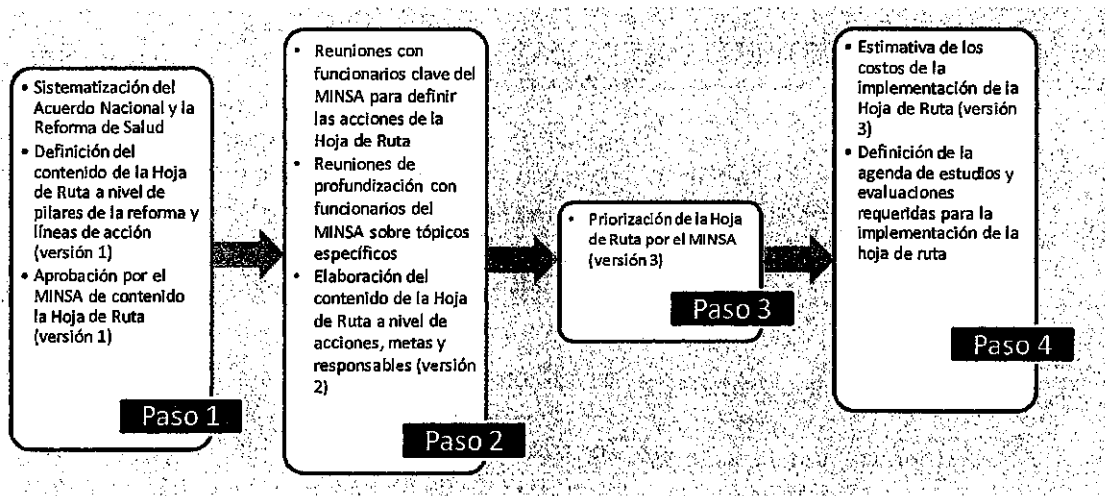 • Sistematización del
Acuerdo Nacional y la
Reforma de Salud
• Definición del
contenido de la Hoja
de Ruta a nivel de
pilares de la reforma y
líneas de acción
(versión 1)
• Aprobación por el
MINSA de contenido
la Hoja de Ruta
(versión 1)
Paso 1
• Reuniones con
funcionarios clave del
MINSA para definir
las acciones de la
Hoja de Ruta
• Reuniones de
profundización con
funcionarios del
MINSA sobre tópicos
específicos
• Elaboración del
contenido de la Hoja
de Ruta a nivel de
acciones, metas y
responsables (versión
2)
Paso 2
• Priorización de la Hoja
de Ruta por el MINSA
(versión 3)
Paso 3
• Estimativa de los
costos de la
implementación de la
Hoja de Ruta (versión
3)
• Definición de la
agenda de estudios y
evaluaciones
requeridas para la
implementación de la
hoja de ruta
Paso 4